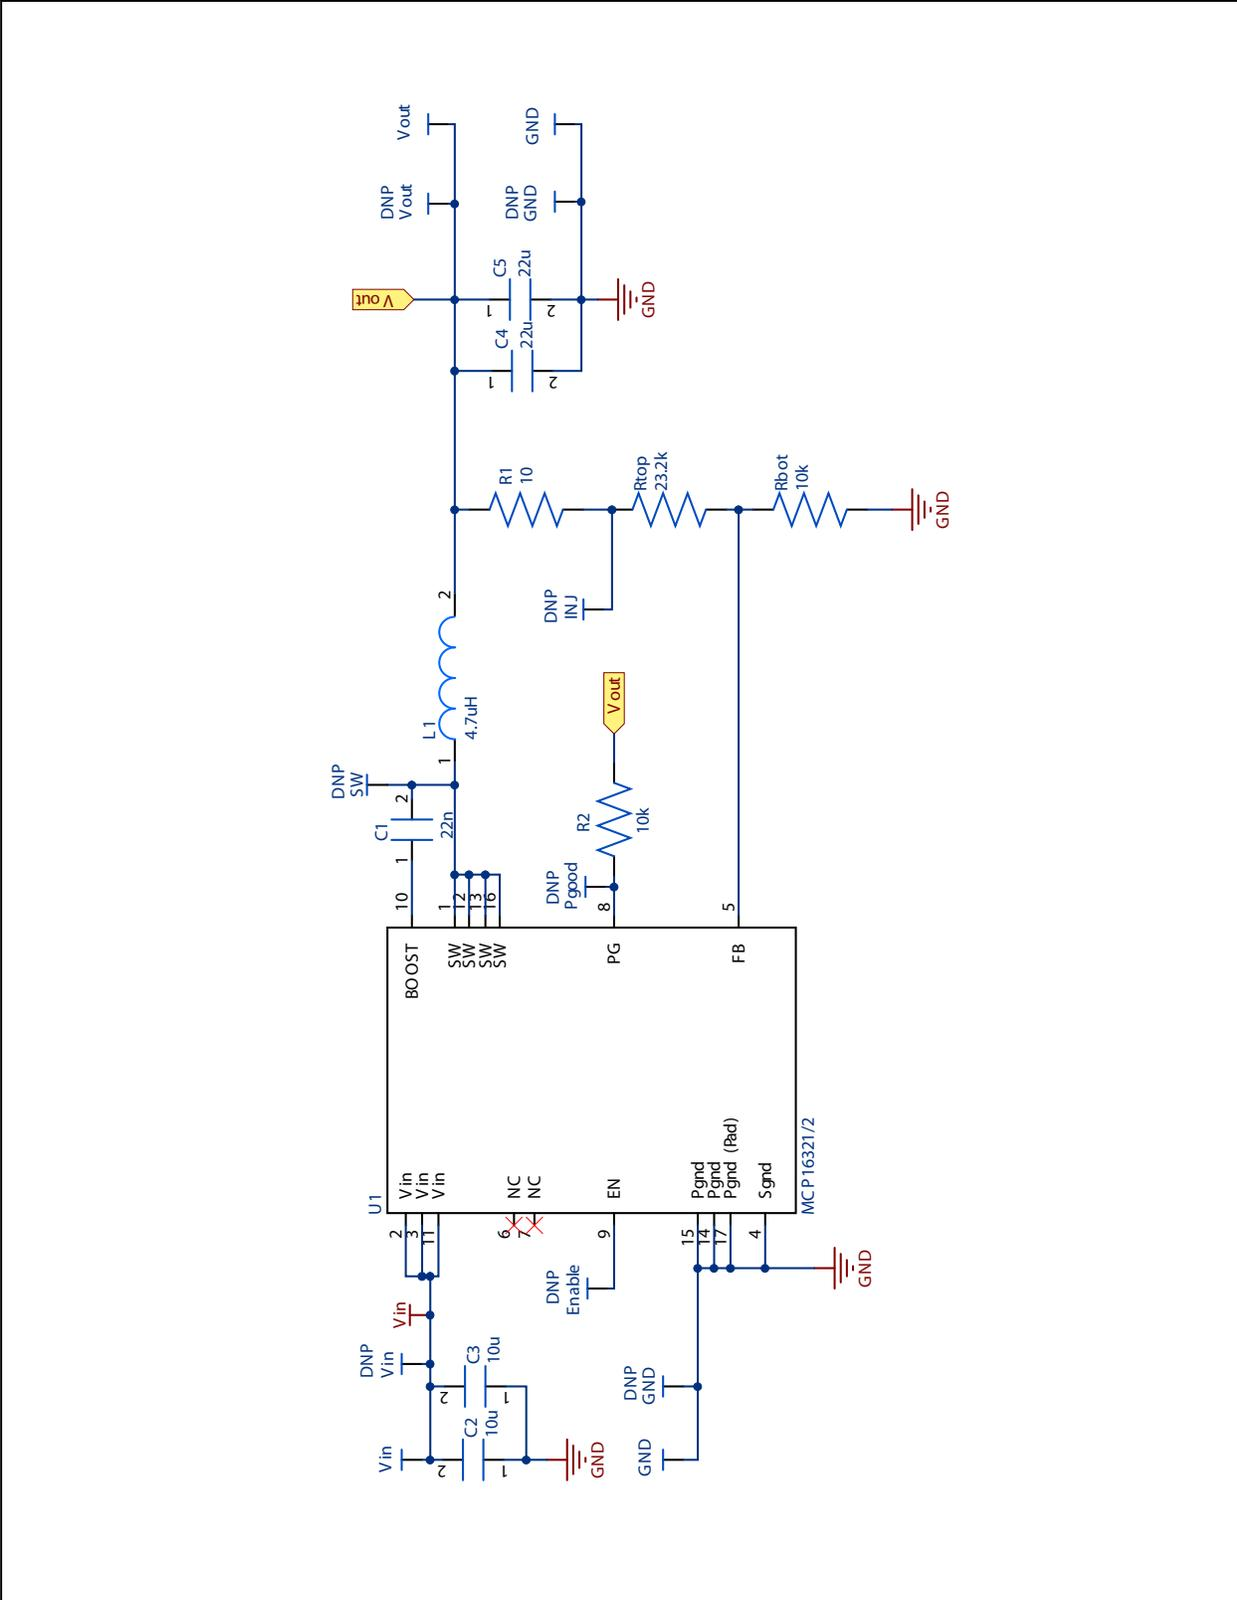 Vin
DNP
Vin
Vin
C2
10u
2
1
C3
10u
2
1
GND
GND
DNP
GND
GND
DNP
Enable
U1
MCP16321/2
2
Vin
3
Vin
11
Vin
6
NC
7
NC
9
EN
15
Pgnd
14
Pgnd
17
Pgnd (Pad)
4
Sgnd
BOOST
10
SW
1
SW
12
SW
13
SW
16
PG
8
FB
5
C1
22n
1
2
DNP
SW
L1
4.7uH
1
2
DNP
Pgood
R2
10k
Vout
DNP
INJ
R1
10
Rtop
23.2k
Rbot
10k
GND
C4
22u
1
2
C5
22u
1
2
Vout
GND
DNP
Vout
Vout
DNP
GND
GND